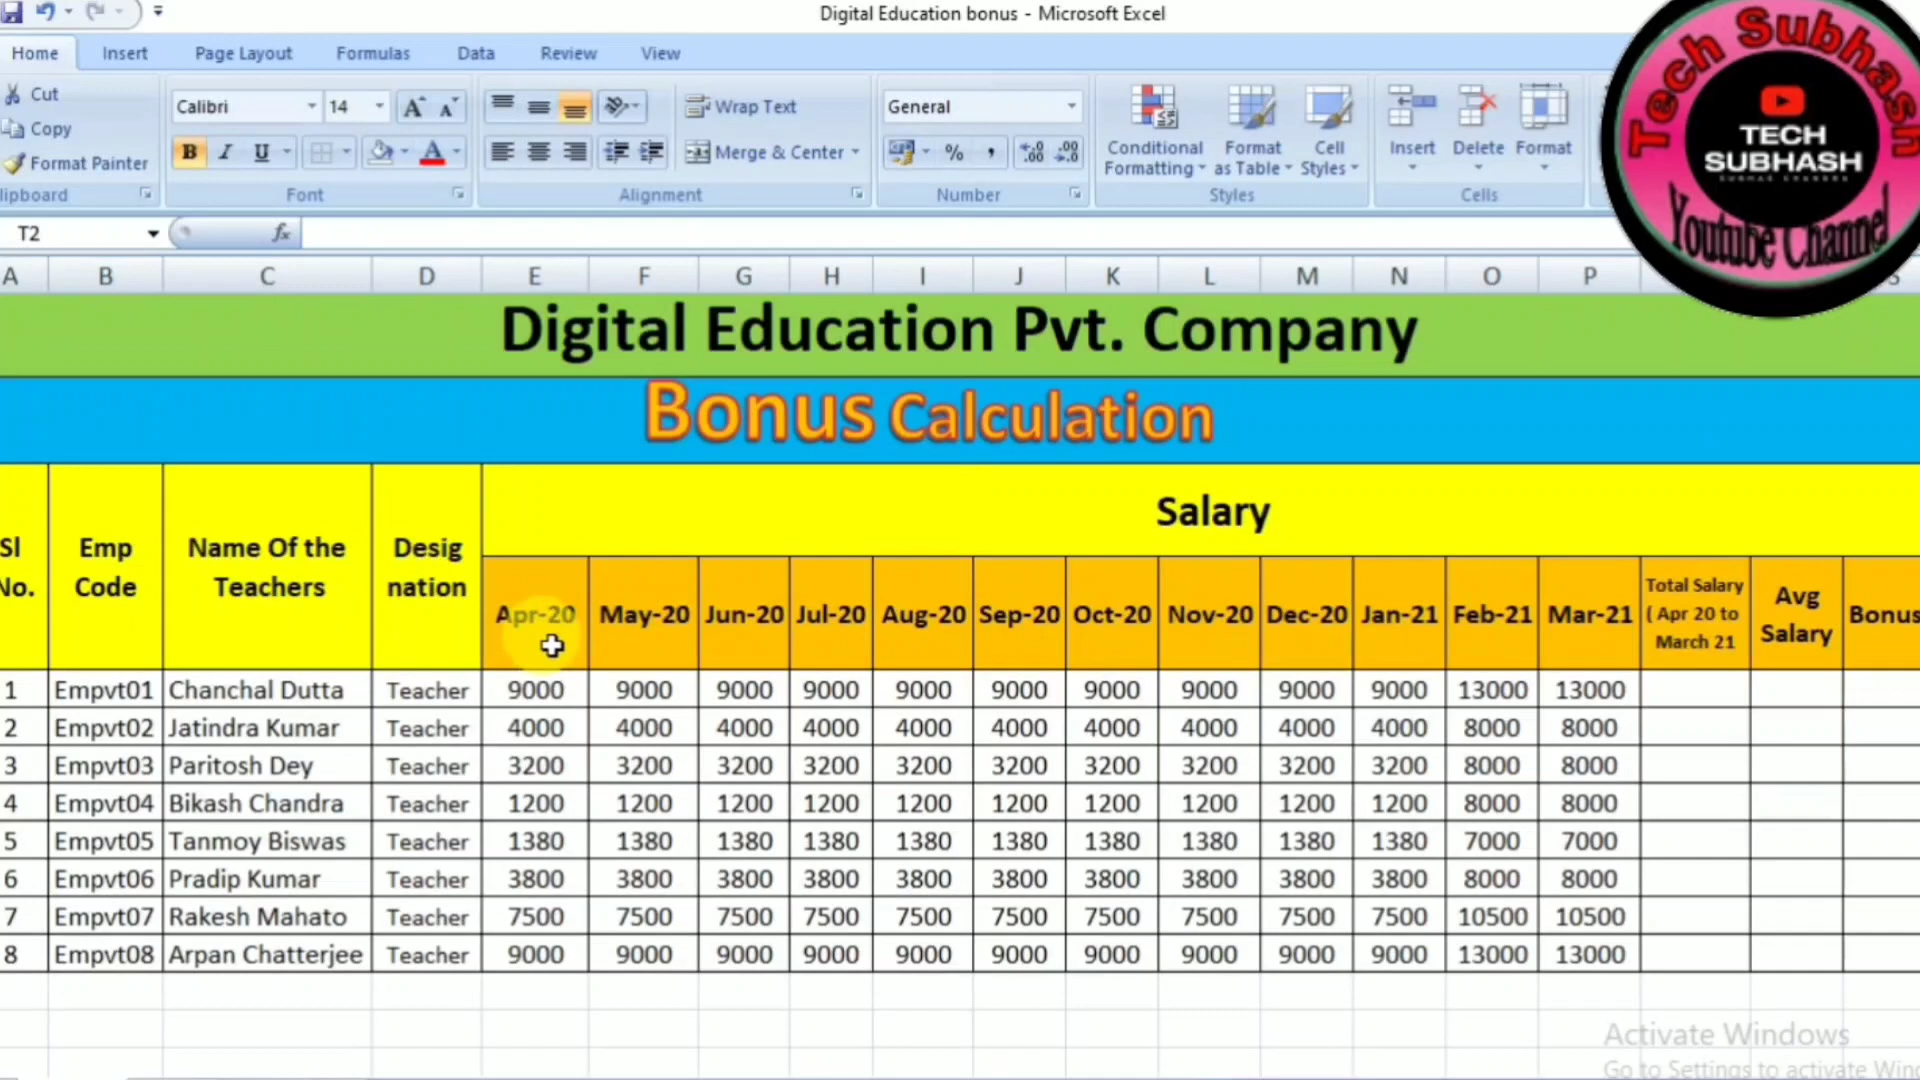 Digital Education bonus - Microsoft Excel
Home Insert Page Layout Formulas Data Review View
Cut
Copy
Format Painter
Calibri 14
B I U A
Wrap Text
Merge & Center
General
%
Conditional Formatting
Format as Table
Cell Styles
Insert Delete Format
Font Alignment Number Styles Cells
Tech Subhash
TECH
SUBHASH
Youtube Channel
T2 fx
A B C D E F G H I J K L M N O P
Digital Education Pvt. Company
Bonus Calculation
Sl No. Emp Code Name Of the Teachers Desig nation Salary
Apr-20 May-20 Jun-20 Jul-20 Aug-20 Sep-20 Oct-20 Nov-20 Dec-20 Jan-21 Feb-21 Mar-21 Total Salary ( Apr 20 to March 21 Avg Salary Bonus
1 Empvt01 Chanchal Dutta Teacher 9000 9000 9000 9000 9000 9000 9000 9000 9000 9000 13000 13000
2 Empvt02 Jatindra Kumar Teacher 4000 4000 4000 4000 4000 4000 4000 4000 4000 4000 8000 8000
3 Empvt03 Paritosh Dey Teacher 3200 3200 3200 3200 3200 3200 3200 3200 3200 3200 8000 8000
4 Empvt04 Bikash Chandra Teacher 1200 1200 1200 1200 1200 1200 1200 1200 1200 1200 8000 8000
5 Empvt05 Tanmoy Biswas Teacher 1380 1380 1380 1380 1380 1380 1380 1380 1380 1380 7000 7000
6 Empvt06 Pradip Kumar Teacher 3800 3800 3800 3800 3800 3800 3800 3800 3800 3800 8000 8000
7 Empvt07 Rakesh Mahato Teacher 7500 7500 7500 7500 7500 7500 7500 7500 7500 7500 10500 10500
8 Empvt08 Arpan Chatterjee Teacher 9000 9000 9000 9000 9000 9000 9000 9000 9000 9000 13000 13000
Activate Windows
Go to Settings to activate